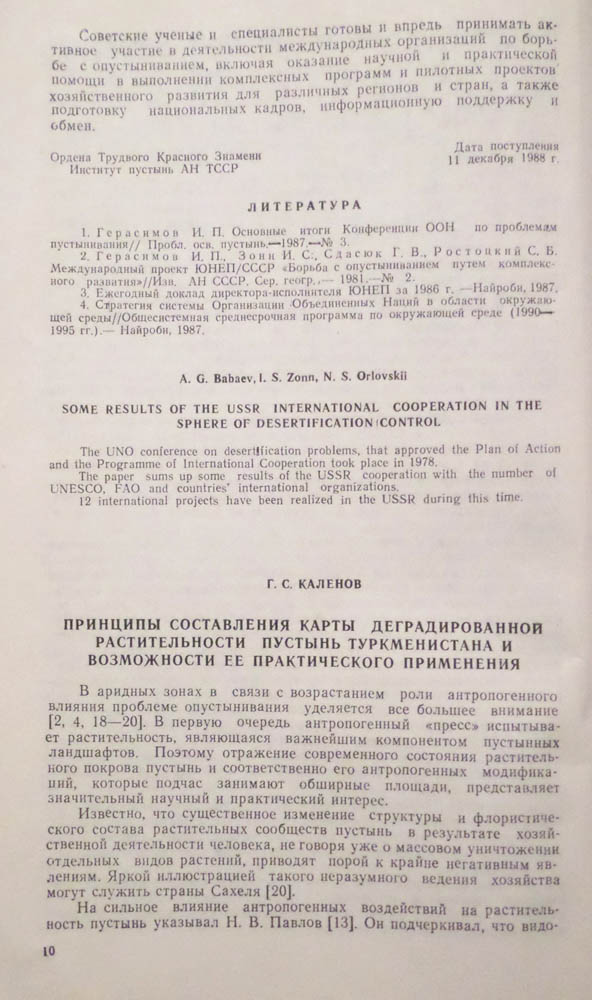 Советские ученые и специалисты готовы и впредь принимать ак-
тивное участие в деятельности международных организаций по борь-
бе с опустыниванием, включая оказание научной и практической
помощи в выполнении комплексных программ и пилотных проектов
хозяйственного развития для различных регионов и стран, а также
подготовку национальных кадров, информационную поддержку и
обмен.
Ордена Трудвого Красного Знамени
Институт пустынь АН ТССР
Дата поступления
11 декабря 1988 г.
ЛИТЕРАТУРА
1. Герасимов И. П. Основные итоги Конференции ООН по проблемам
пустынивания// Пробл. осв. пустынь.—1987.—№ 3.
2. Герасимов И. П., Зонн И. С., Сдасюк Г. В., Ростоцкий С. Б.
Международный проект ЮНЕП/СССР «Борьба с опустыниванием путем комплекс-
ного развития»//Изв. АН СССР. Сер. геогр.,— 1981.—№ 2.
3. Ежегодный доклад директора-исполнителя ЮНЕП за 1986 г. —Найроби, 1987.
4. Стратегия системы Организации Объединенных Наций в области окружаю-
щей среды//Общесистемная среднесрочная программа по окружающей среде (1990—
1995 гг.).— Найроби, 1987.
A. G. Babaev, I. S. Zonn, N. S. Orlovskii
SOME RESULTS OF THE USSR INTERNATIONAL COOPERATION IN THE
SPHERE OF DESERTIFICATION CONTROL
The UNO conference on desertification problems, that approved the Plan of Action
and the Programme of International Cooperation took place in 1978.
The paper sums up some results of the USSR cooperation with the number of
UNESCO, FAO and countries' international organizations.
12 international projects have been realized in the USSR during this time.
Г. С. КАЛЕНОВ
ПРИНЦИПЫ СОСТАВЛЕНИЯ КАРТЫ ДЕГРАДИРОВАННОЙ
РАСТИТЕЛЬНОСТИ ПУСТЫНЬ ТУРКМЕНИСТАНА И
ВОЗМОЖНОСТИ ЕЕ ПРАКТИЧЕСКОГО ПРИМЕНЕНИЯ
В аридных зонах в связи с возрастанием роли антропогенного
влияния проблеме опустынивания уделяется все большее внимание
[2, 4, 18—20]. В первую очередь антропогенный «пресс» испытыва-
ет растительность, являющаяся важнейшим компонентом пустынных
ландшафтов. Поэтому отражение современного состояния раститель-
ного покрова пустынь и соответственно его антропогенных модифика-
ций, которые подчас занимают обширные площади, представляет
значительный научный и практический интерес.
Известно, что существенное изменение структуры и флористиче-
ского состава растительных сообществ пустынь в результате хозяй-
ственной деятельности человека, не говоря уже о массовом уничтожении
отдельных видов растений, приводят порой к крайне негативным яв-
лениям. Яркой иллюстрацией такого неразумного ведения хозяйства
могут служить страны Сахеля [20].
На сильное влияние антропогенных воздействий на раститель-
ность пустынь указывал Н. В. Павлов [13]. Он подчеркивал, что видо-
10